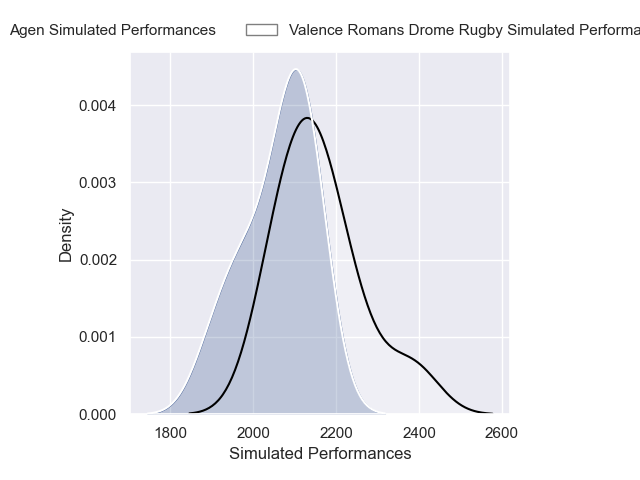 Agen Simulated Performances
Valence Romans Drome Rugby Simulated Performa
0.004
0.003
0.002
0.001
0.000
Density
1800
2000
2200
2400
2600
Simulated Performances